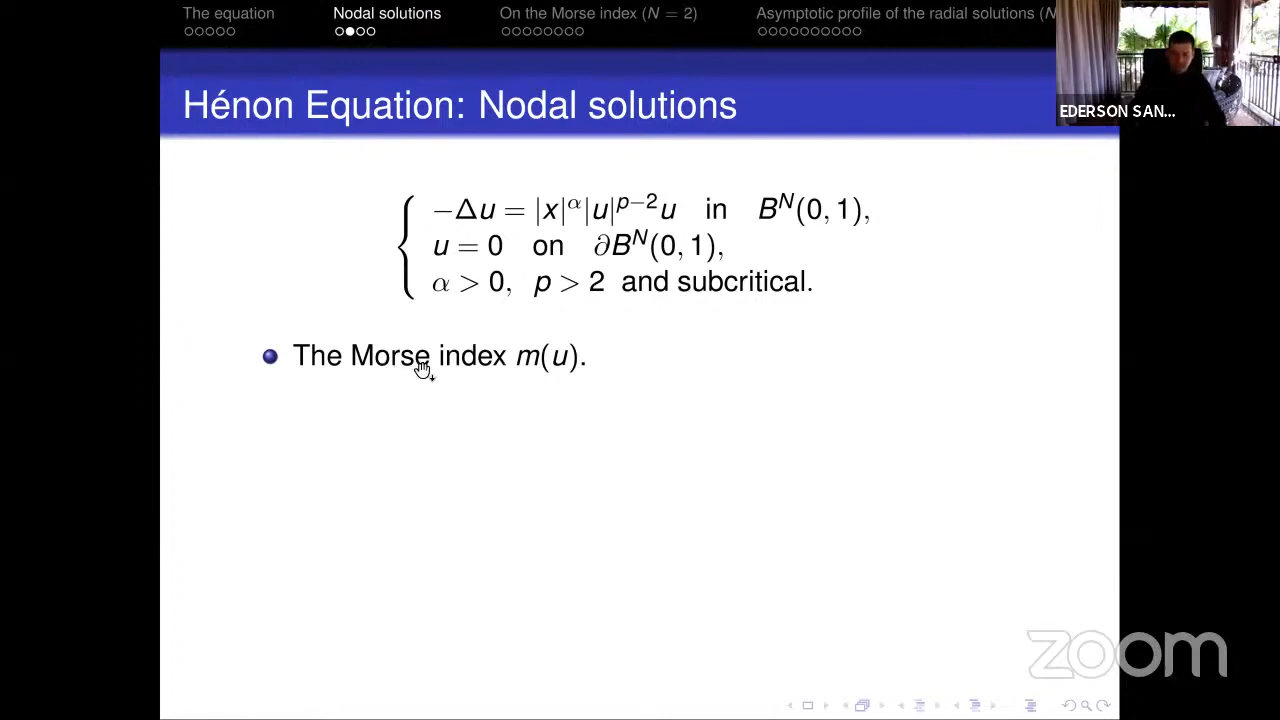 The equation
Nodal solutions
On the Morse index (N = 2)
Asymptotic profile of the radial solutions (N
Hénon Equation: Nodal solutions
EDERSON SAN...
−Δu = |x|^α|u|^{p−2}u in B^N(0, 1),
u = 0 on ∂B^N(0, 1),
α > 0, p > 2 and subcritical.
The Morse index m(u).
zoom